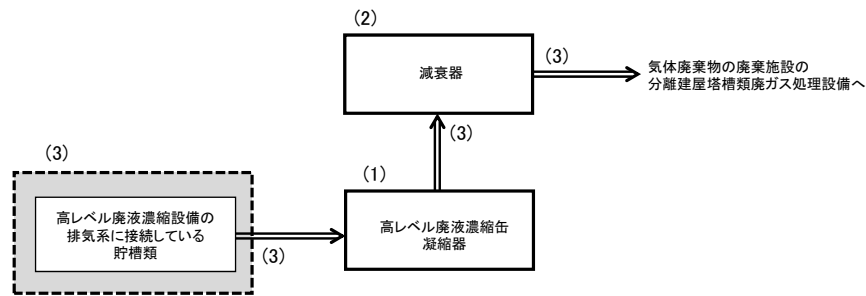 (2)
減衰器
(3)
気体廃棄物の廃棄施設の
分離建屋塔槽類廃ガス処理設備へ
(3)
(3)
(1)
高レベル廃液濃縮設備の
排気系に接続している
貯槽類
(3)
高レベル廃液濃縮缶
凝縮器